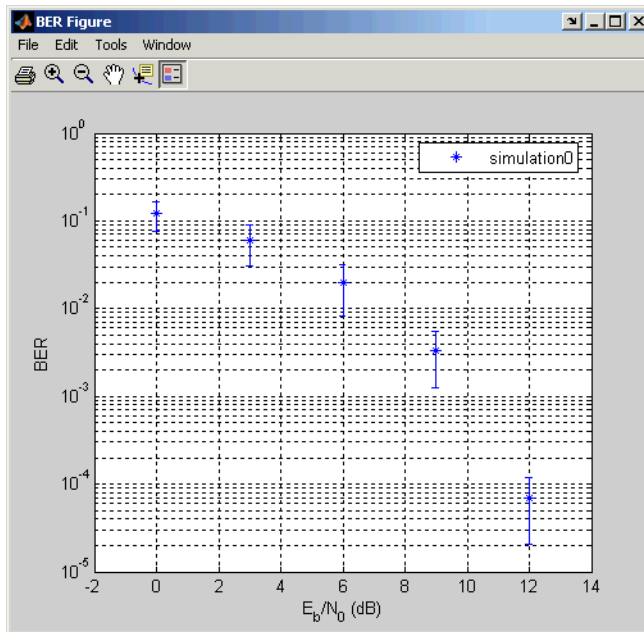 BER Figure
File Edit Tools Window
simulation0
10^0
10^-1
10^-2
10^-3
10^-4
10^-5
BER
-2 0 2 4 6 8 10 12 14
E_b/N_0 (dB)